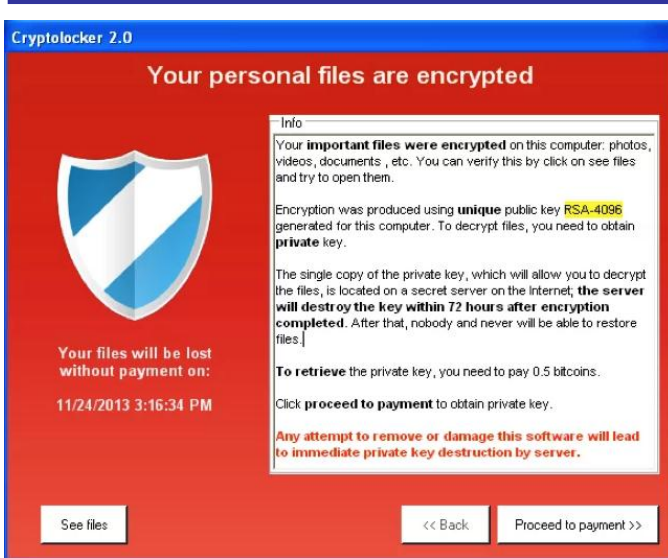 Cryptolocker 2.0
Your personal files are encrypted
Info
Your important files were encrypted on this computer: photos,
videos, documents , etc. You can verify this by click on see files
and try to open them.
Encryption was produced using unique public key RSA-4096
generated for this computer. To decrypt files, you need to obtain
private key.
The single copy of the private key, which will allow you to decrypt
the files, is located on a secret server on the Internet; the server
will destroy the key within 72 hours after encryption
completed. After that, nobody and never will be able to restore
files.
To retrieve the private key, you need to pay 0.5 bitcoins.
Click proceed to payment to obtain private key.
Any attempt to remove or damage this software will lead
to immediate private key destruction by server.
Your files will be lost
without payment on:
11/24/2013 3:16:34 PM
See files
<< Back
Proceed to payment >>